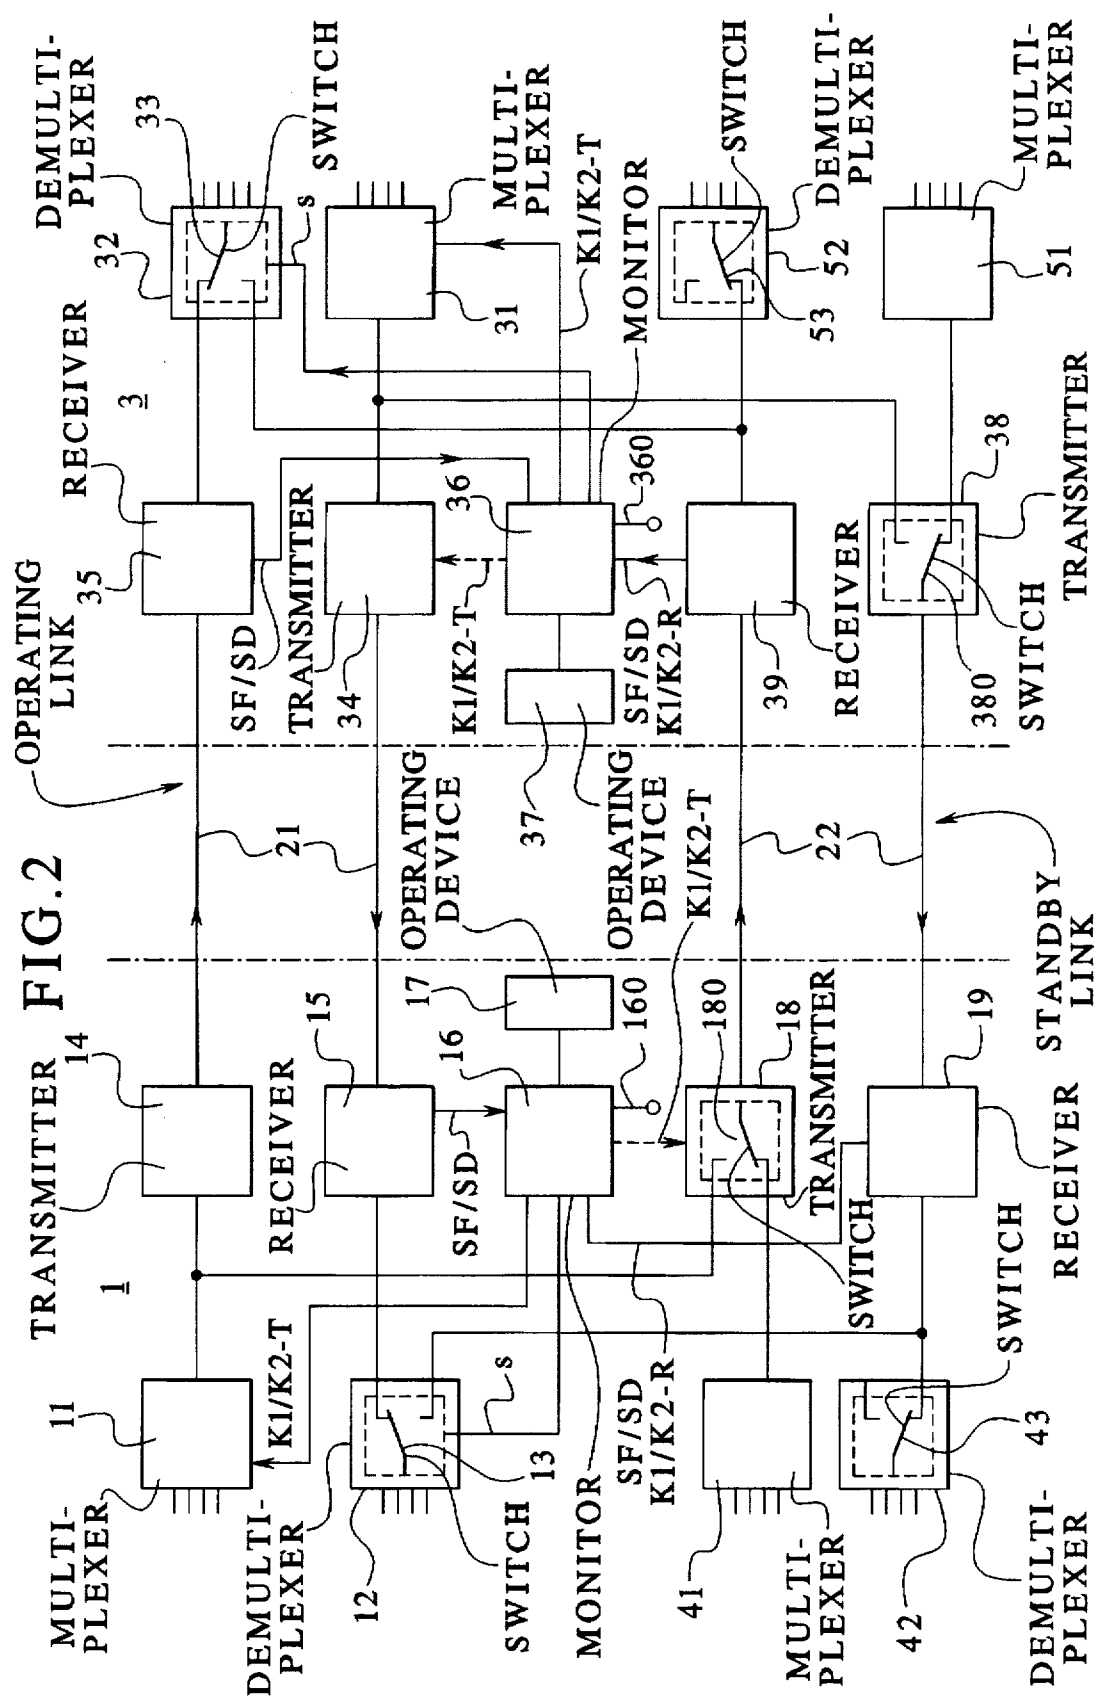 FIG.2
MULTI-
PLEXER
11
TRANSMITTER
14
1
OPERATING
LINK
21
RECEIVER
35
3
DEMULTI-
PLEXER
32
33
SWITCH
s
K1/K2-T
DEMULTI-
PLEXER
12
13
SWITCH
s
RECEIVER
15
SF/SD
SF/SD
TRANSMITTER
34
31
MULTI-
PLEXER
K1/K2-T
MONITOR
16
160
17
OPERATING
DEVICE
37
OPERATING
DEVICE
K1/K2-T
K1/K2-T
36
360
SF/SD
K1/K2-R
MONITOR
SF/SD
K1/K2-R
41
MULTI-
PLEXER
SWITCH
180
18
TRANSMITTER
22
39
RECEIVER
52
53
SWITCH
DEMULTI-
PLEXER
42
43
DEMULTI-
PLEXER
SWITCH
19
RECEIVER
STANDBY
LINK
380
SWITCH
38
TRANSMITTER
51
MULTI-
PLEXER